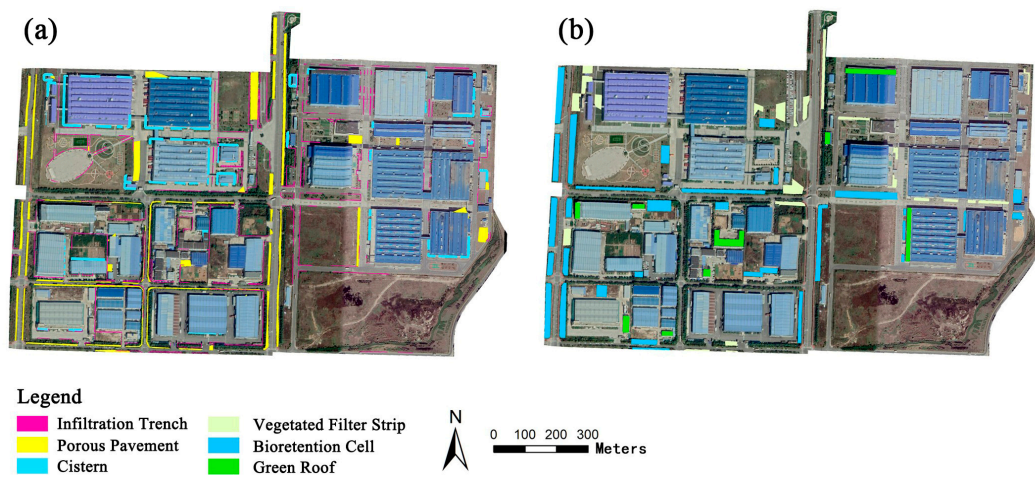 (a)
(b)
Legend
Infiltration Trench
Porous Pavement
Cistern
Vegetated Filter Strip
Bioretention Cell
Green Roof
N
0 100 200 300
Meters